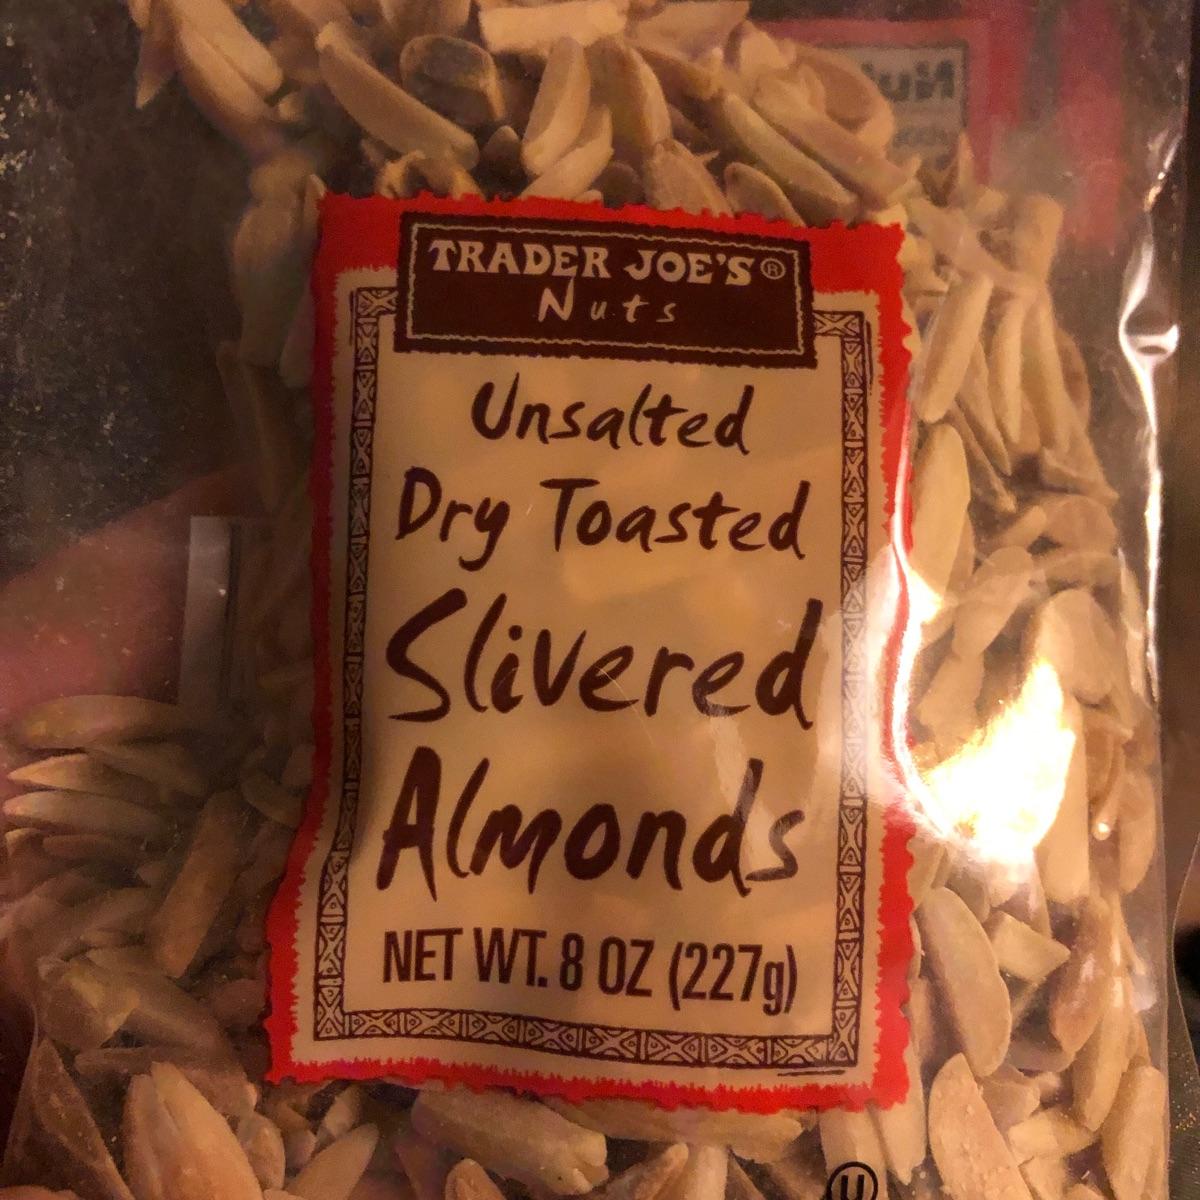 TRADER JOE'S®
Nuts
Unsalted
Dry Toasted
Slivered
Almonds
NET WT. 8 OZ (227g)
U